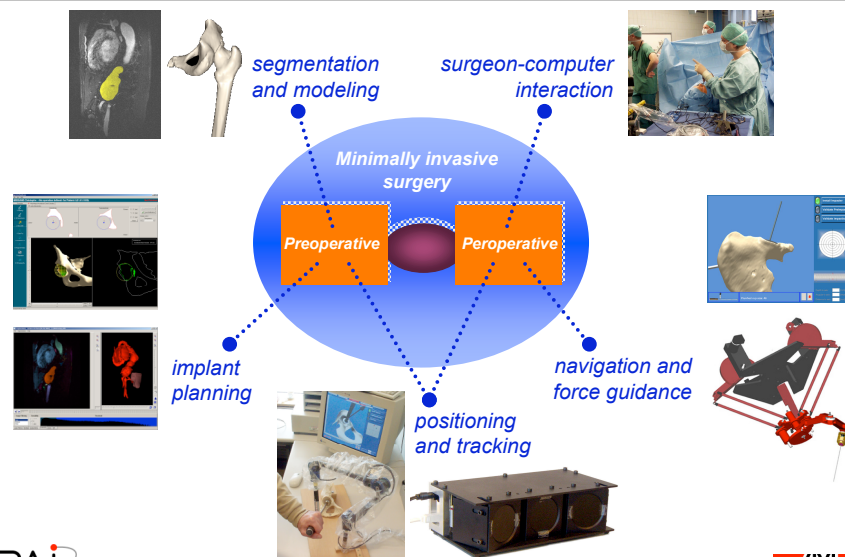 segmentation
and modeling
surgeon-computer
interaction
Minimally invasive
surgery
Preoperative
Peroperative
implant
planning
navigation and
force guidance
positioning
and tracking